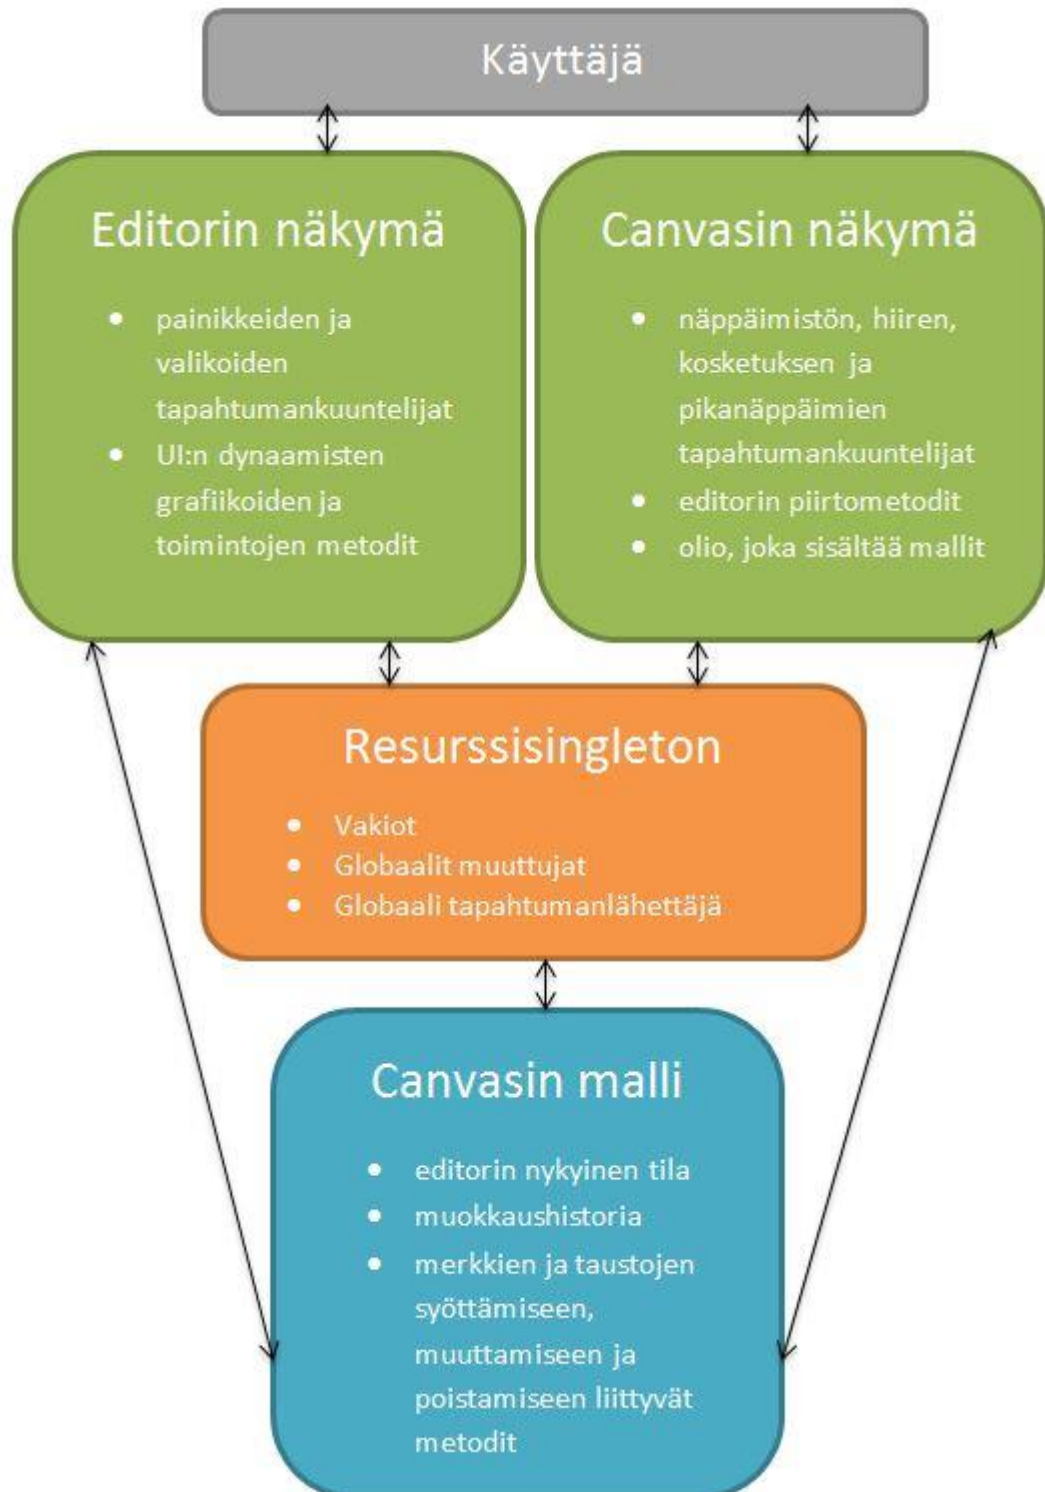 Käyttäjä
Editorin näkymä
• painikkeiden ja
valikoiden
tapahtumankuuntelijat
• UI:n dynaamisten
grafiikoiden ja
toimintojen metodit
Canvasin näkymä
• näppäimistön, hiiren,
kosketuksen ja
pikanäppäimien
tapahtumankuuntelijat
• editorin piirtometodit
• olio, joka sisältää mallit
Resurssisingleton
• Vakiot
• Globaalit muuttujat
• Globaali tapahtumanlähettäjä
Canvasin malli
• editorin nykyinen tila
• muokkaushistoria
• merkkien ja taustojen
syöttämiseen,
muuttamiseen ja
poistamiseen liittyvät
metodit